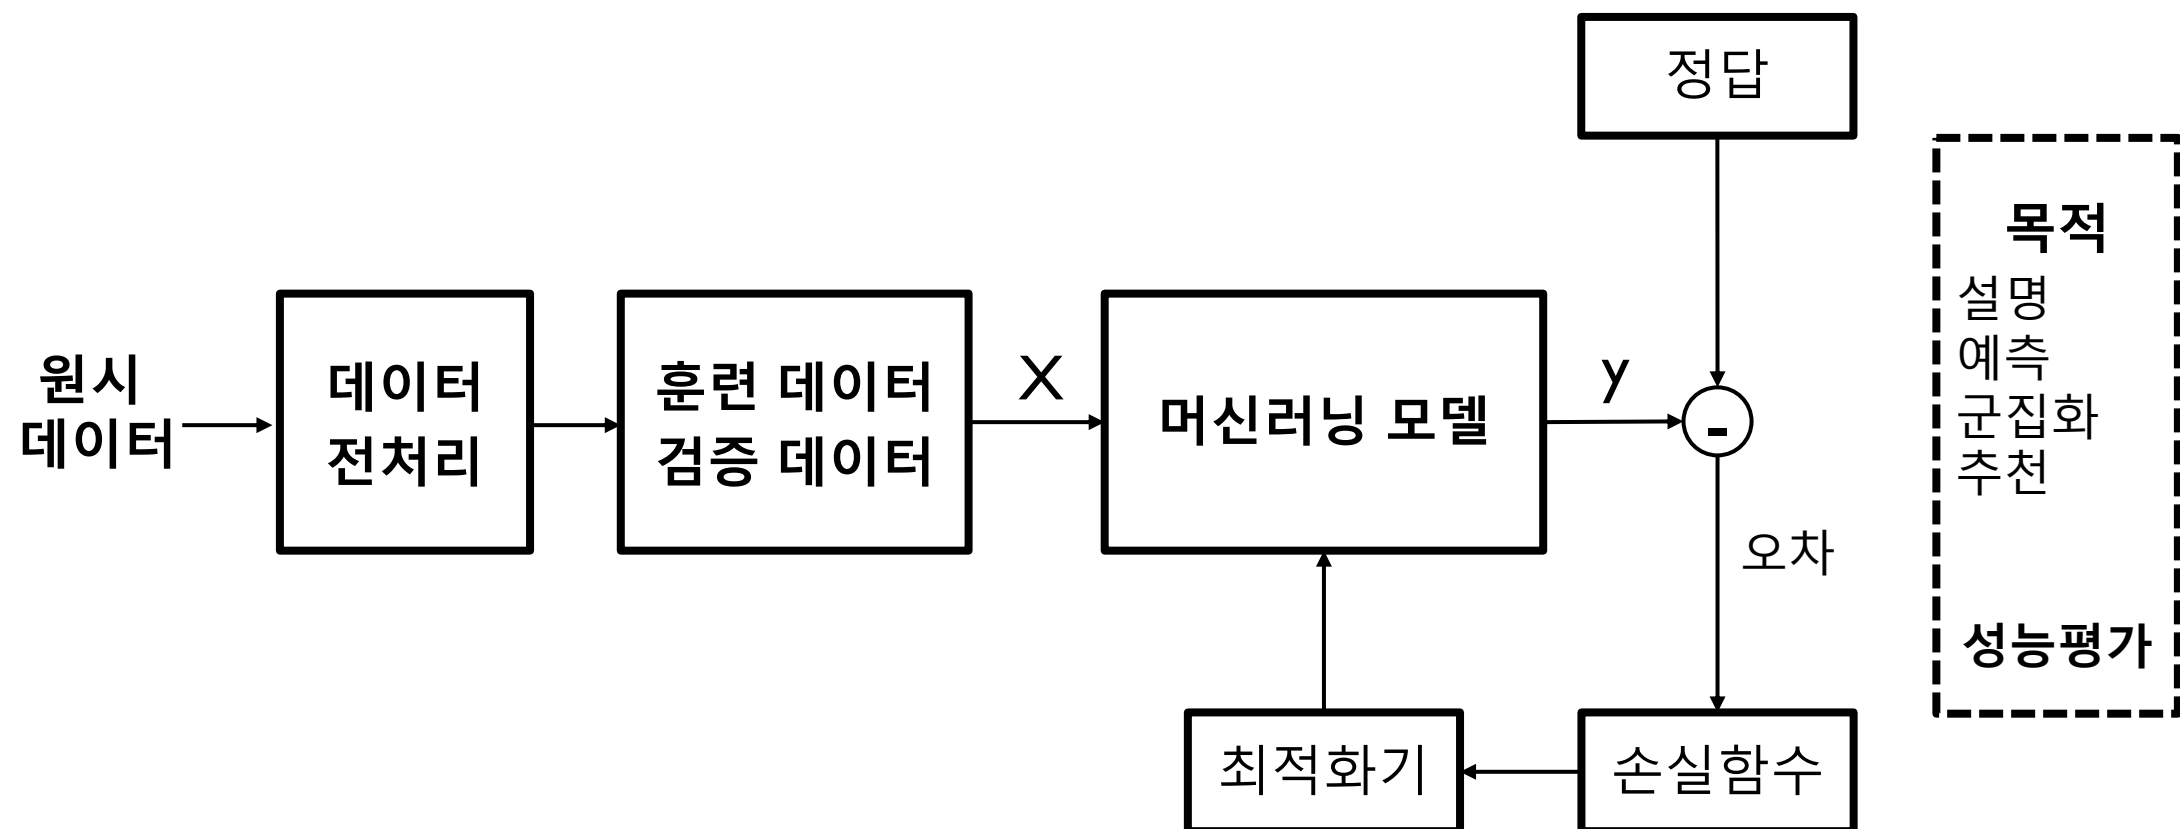 원시
데이터
데이터
전처리
훈련 데이터
검증 데이터
X
머신러닝 모델
y
정답
-
오차
손실함수
최적화기
목적
설명
예측
군집화
추천
성능평가